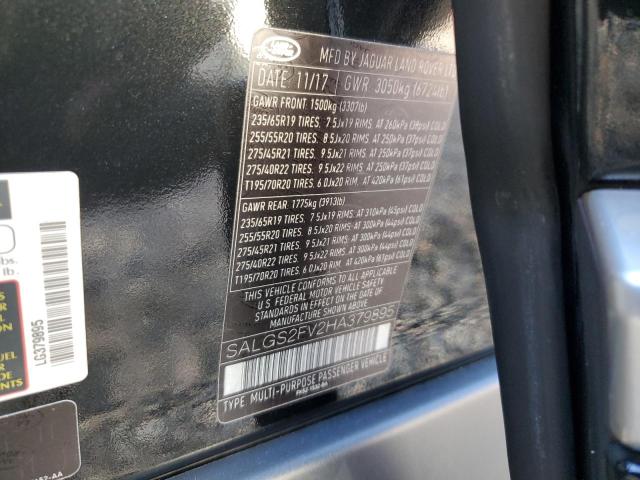 LAND ROVER
MFD BY JAGUAR LAND ROVER LTD
DATE 11/17 GWR 3050kg (6724lb)
GAWR FRONT 1500kg (3307lb)
235/65R19 TIRES. 7 5Jx19 RIMS. AT 260kPa (38psi) COLD
255/55R20 TIRES. 8 5Jx20 RIMS. AT 250kPa (37psi) COLD
275/45R21 TIRES. 9 5Jx21 RIMS. AT 250kPa (37psi) COLD
275/40R22 TIRES. 9 5Jx22 RIMS. AT 250kPa (37psi) COLD
T195/70R20 TIRES. 6 0Jx20 RIM. AT 420kPa (61psi) COLD
GAWR REAR 1775kg (3913lb)
235/65R19 TIRES. 7 5Jx19 RIMS. AT 310kPa (45psi) COLD
255/55R20 TIRES. 8 5Jx20 RIMS. AT 300kPa (44psi) COLD
275/45R21 TIRES. 9 5Jx21 RIMS. AT 300kPa (44psi) COLD
275/40R22 TIRES. 9 5Jx22 RIMS. AT 300kPa (44psi) COLD
T195/70R20 TIRES. 6 0Jx20 RIM. AT 420kPa (61psi) COLD
THIS VEHICLE CONFORMS TO ALL APPLICABLE
U S FEDERAL MOTOR VEHICLE SAFETY
STANDARDS IN EFFECT ON THE DATE OF
MANUFACTURE SHOWN ABOVE
SALGS2FV2HA379895
TYPE: MULTI-PURPOSE PASSENGER VEHICLE
lbs.
lb.
LG379895